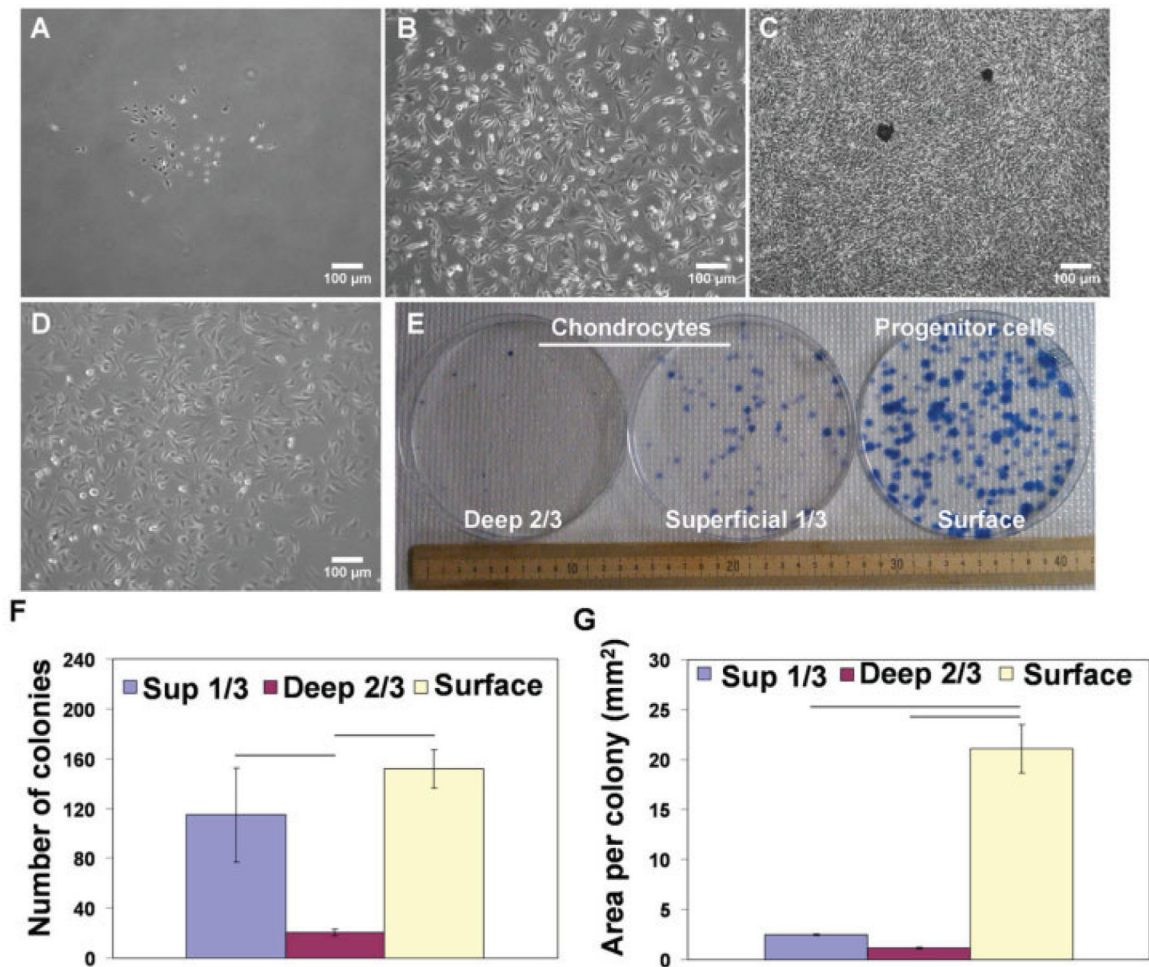 A
B
C
100 µm
100 µm
100 µm
D
E
Chondrocytes
Progenitor cells
100 µm
Deep 2/3
Superficial 1/3
Surface
10
20
30
40
F
G
Number of colonies
240
200
160
120
80
40
0
Sup 1/3
Deep 2/3
Surface
Area per colony (mm²)
30
25
20
15
10
5
0
Sup 1/3
Deep 2/3
Surface